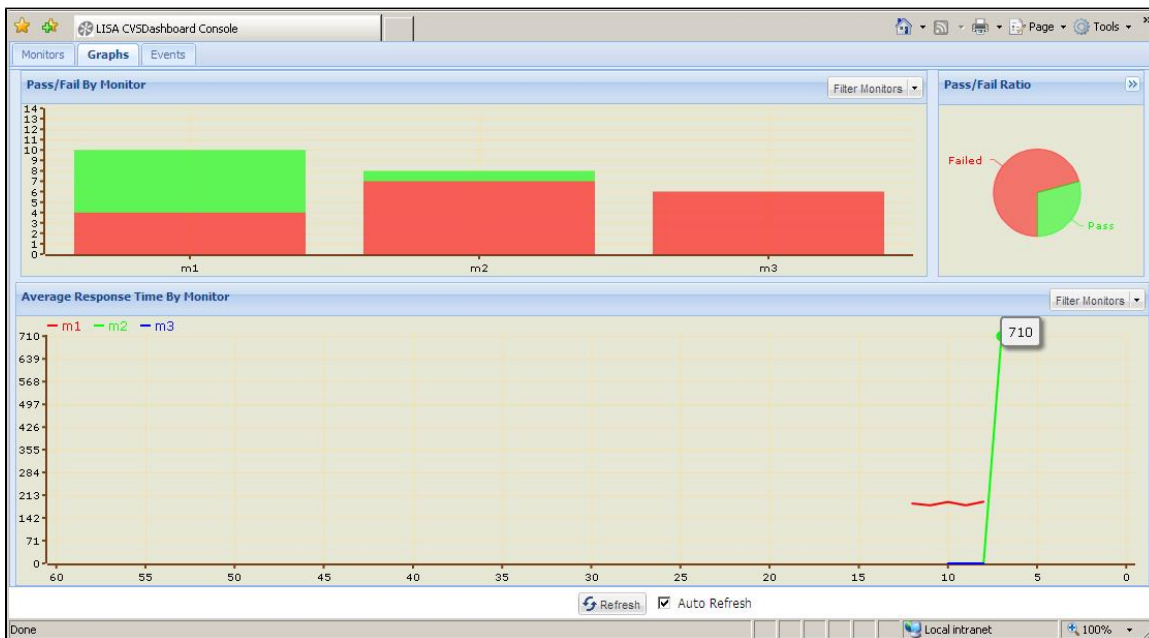 LISA CVSDashboard Console
Page
Tools
»
Monitors Graphs Events
Pass/Fail By Monitor
Filter Monitors
14
13
12
11
10
9
8
7
6
5
4
3
2
1
0
m1 m2 m3
Pass/Fail Ratio
Failed
Pass
Average Response Time By Monitor
Filter Monitors
m1 m2 m3
710
710
639
568
497
426
355
284
213
142
71
0
60 55 50 45 40 35 30 25 20 15 10 5 0
Refresh Auto Refresh
Done
Local intranet
100%